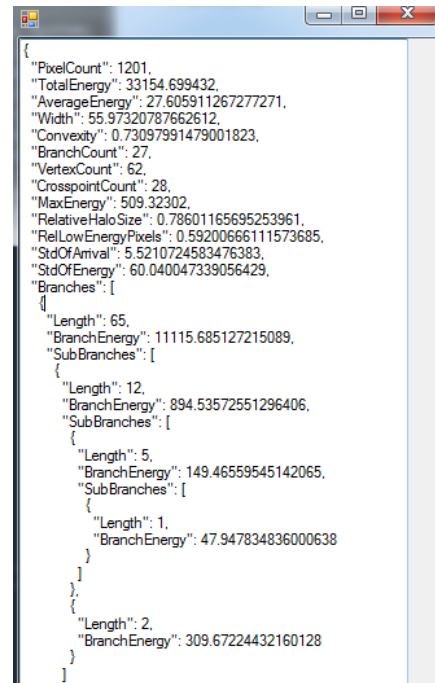 {
"PixelCount": 1201,
"TotalEnergy": 33154.699432,
"AverageEnergy": 27.605911267277271,
"Width": 55.97320787662612,
"Convexity": 0.73097991479001823,
"BranchCount": 27,
"VertexCount": 62,
"CrosspointCount": 28,
"MaxEnergy": 509.32302,
"RelativeHaloSize": 0.78601165695253961,
"RelLowEnergyPixels": 0.59200666111573685,
"StdOfArrival": 5.5210724583476383,
"StdOfEnergy": 60.040047339056429,
"Branches": [
{
"Length": 65,
"BranchEnergy": 11115.685127215089,
"SubBranches": [
{
"Length": 12,
"BranchEnergy": 894.53572551296406,
"SubBranches": [
{
"Length": 5,
"BranchEnergy": 149.46559545142065,
"SubBranches": [
{
"Length": 1,
"BranchEnergy": 47.947834836000638
}
]
},
{
"Length": 2,
"BranchEnergy": 309.67224432160128
}
]